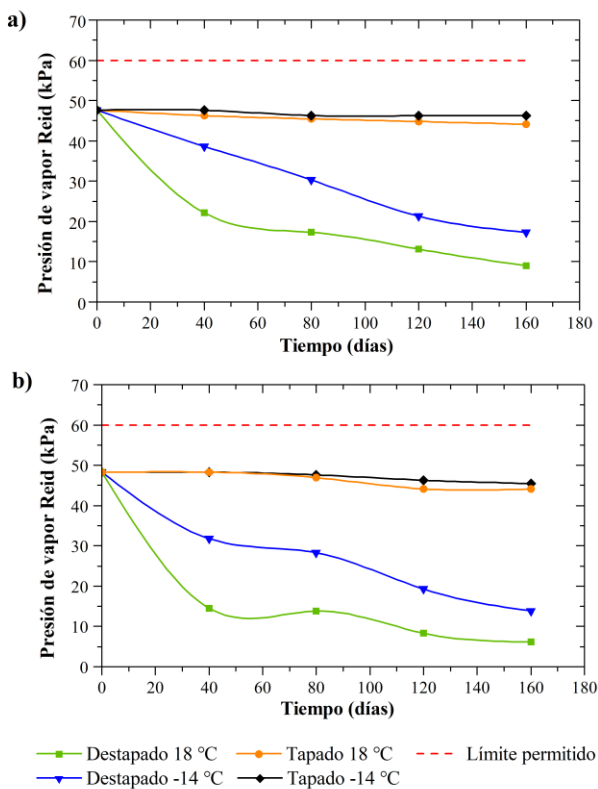 a)
Presión de vapor Reid (kPa)
70
60
50
40
30
20
10
0
0 20 40 60 80 100 120 140 160 180
Tiempo (días)
b)
Presión de vapor Reid (kPa)
70
60
50
40
30
20
10
0
0 20 40 60 80 100 120 140 160 180
Tiempo (días)
Destapado 18 °C Tapado 18 °C Límite permitido
Destapado -14 °C Tapado -14 °C